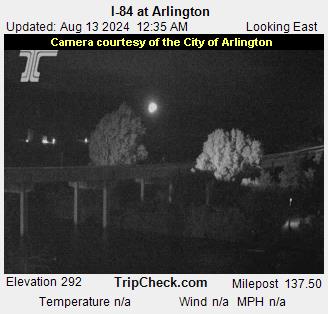 I-84 at Arlington
Updated: Aug 13 2024 12:35 AM Looking East
Camera courtesy of the City of Arlington
Elevation 292 TripCheck.com Milepost 137.50
Temperature n/a Wind n/a MPH n/a